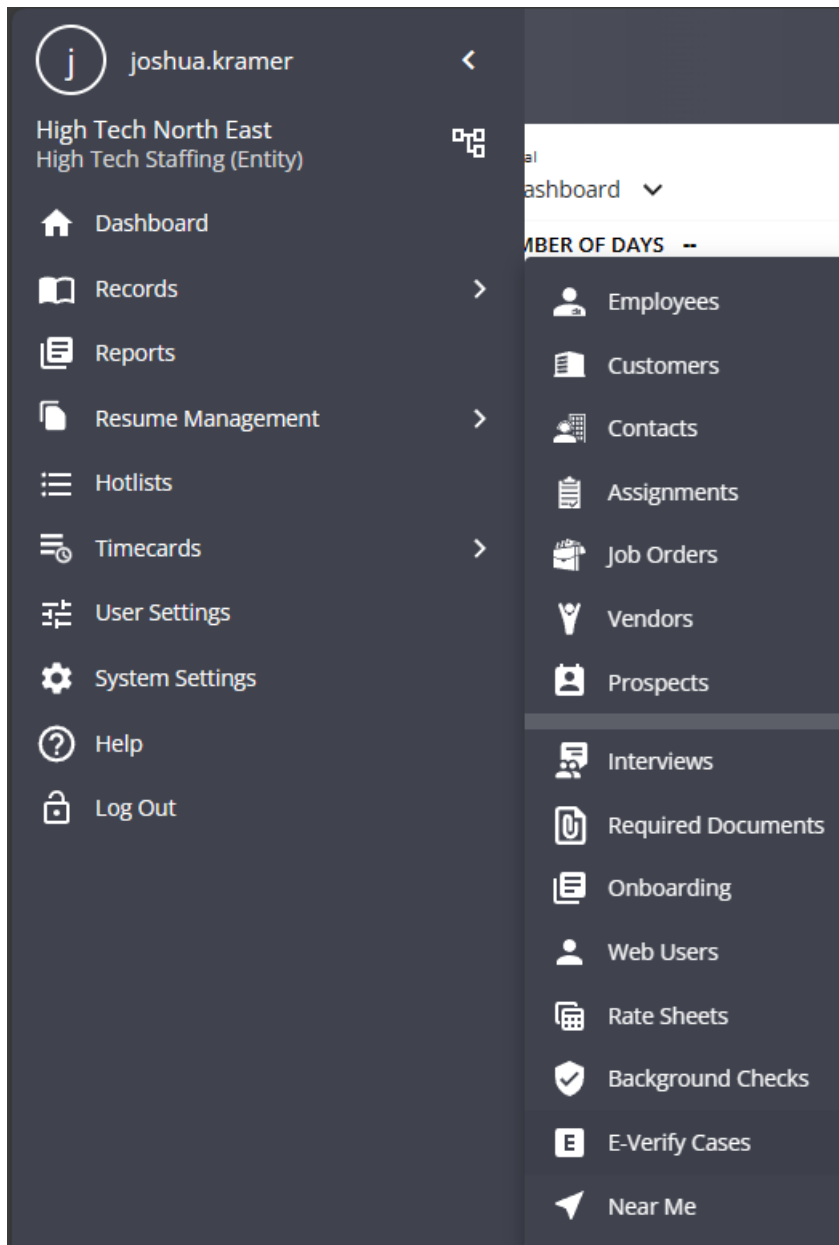 j
joshua.kramer
High Tech North East
High Tech Staffing (Entity)
Dashboard
Records
Reports
Resume Management
Hotlists
Timecards
User Settings
System Settings
Help
Log Out
al
ashboard
MBER OF DAYS --
Employees
Customers
Contacts
Assignments
Job Orders
Vendors
Prospects
Interviews
Required Documents
Onboarding
Web Users
Rate Sheets
Background Checks
E
E-Verify Cases
Near Me